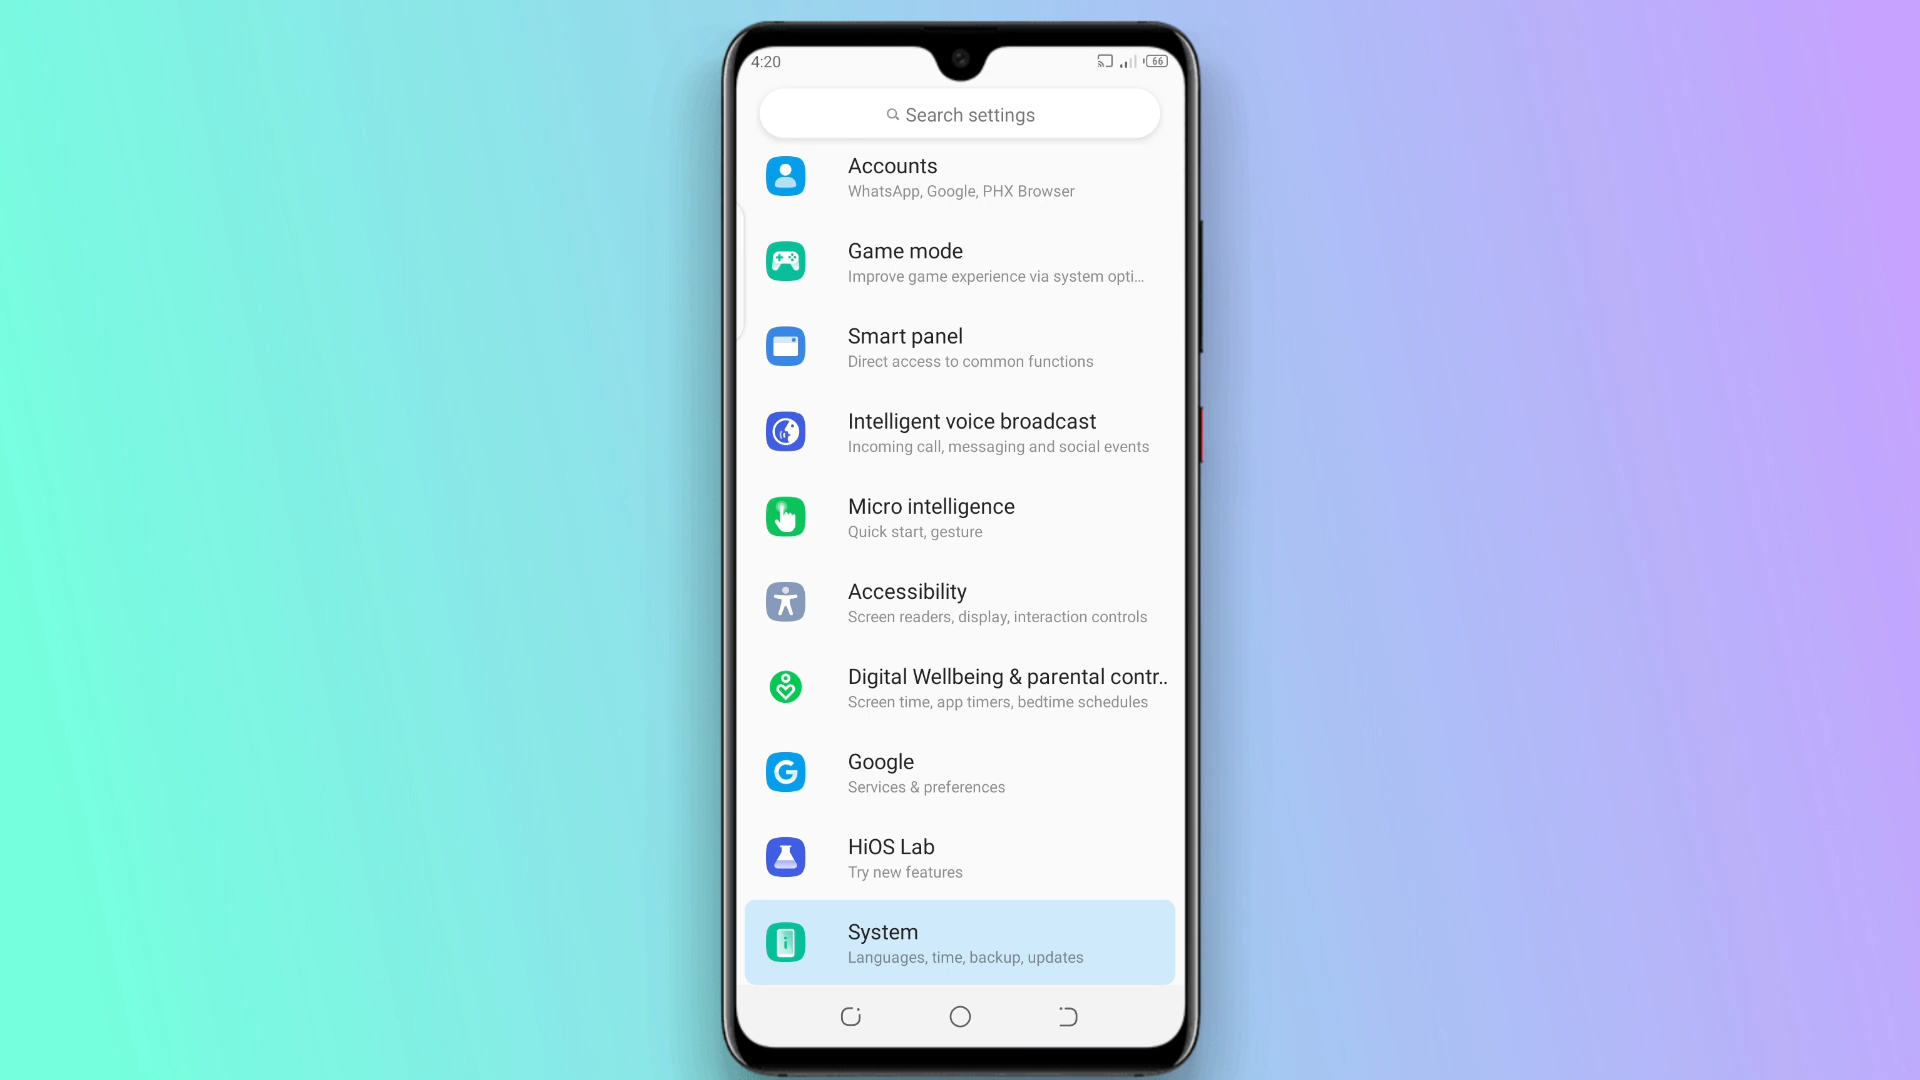 4:20
66
Search settings
Accounts
WhatsApp, Google, PHX Browser
Game mode
Improve game experience via system opti...
Smart panel
Direct access to common functions
Intelligent voice broadcast
Incoming call, messaging and social events
Micro intelligence
Quick start, gesture
Accessibility
Screen readers, display, interaction controls
Digital Wellbeing & parental contr..
Screen time, app timers, bedtime schedules
Google
Services & preferences
HiOS Lab
Try new features
System
Languages, time, backup, updates